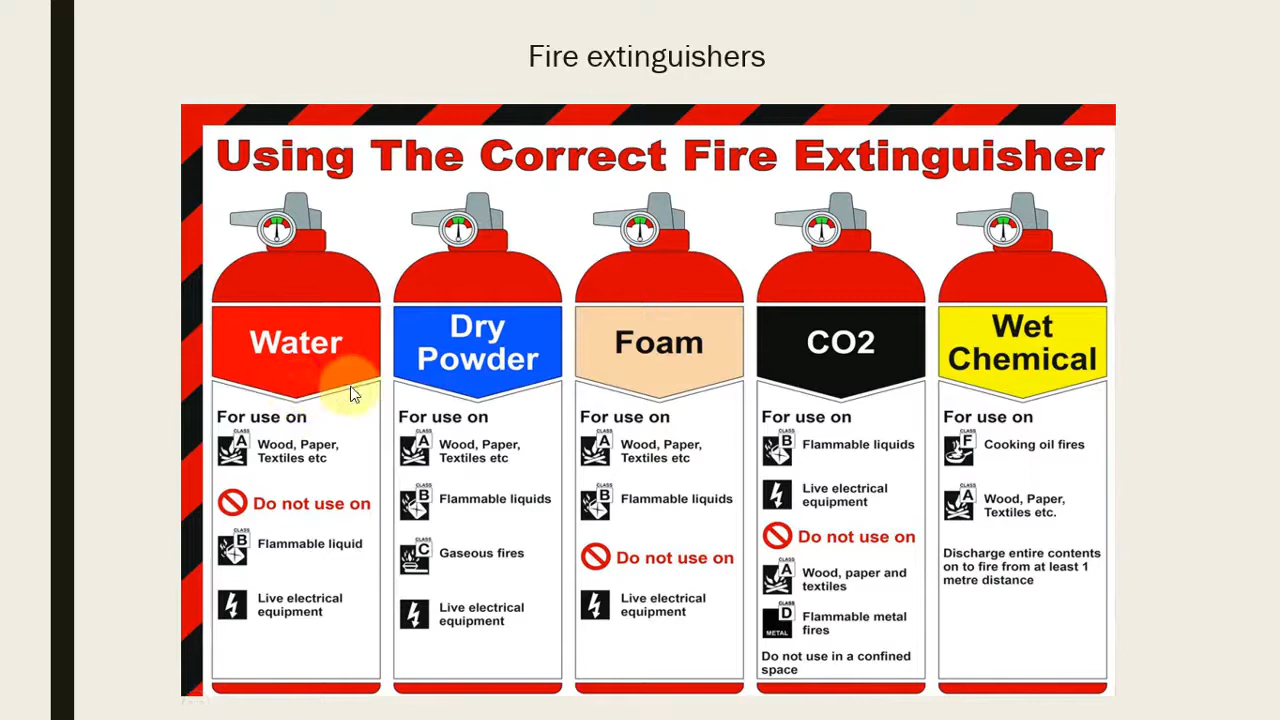 Fire extinguishers
Using The Correct Fire Extinguisher
Water
For use on
CLASS
A
Wood, Paper,
Textiles etc
Do not use on
CLASS
B
Flammable liquid
Live electrical
equipment
Dry
Powder
For use on
CLASS
A
Wood, Paper,
Textiles etc
CLASS
B
Flammable liquids
CLASS
C
Gaseous fires
Live electrical
equipment
Foam
For use on
CLASS
A
Wood, Paper,
Textiles etc
CLASS
B
Flammable liquids
Do not use on
Live electrical
equipment
CO2
For use on
CLASS
B
Flammable liquids
Live electrical
equipment
Do not use on
CLASS
A
Wood, paper and
textiles
CLASS
D
METAL
Flammable metal
fires
Do not use in a confined
space
Wet
Chemical
For use on
CLASS
F
Cooking oil fires
CLASS
A
Wood, Paper,
Textiles etc.
Discharge entire contents
on to fire from at least 1
metre distance